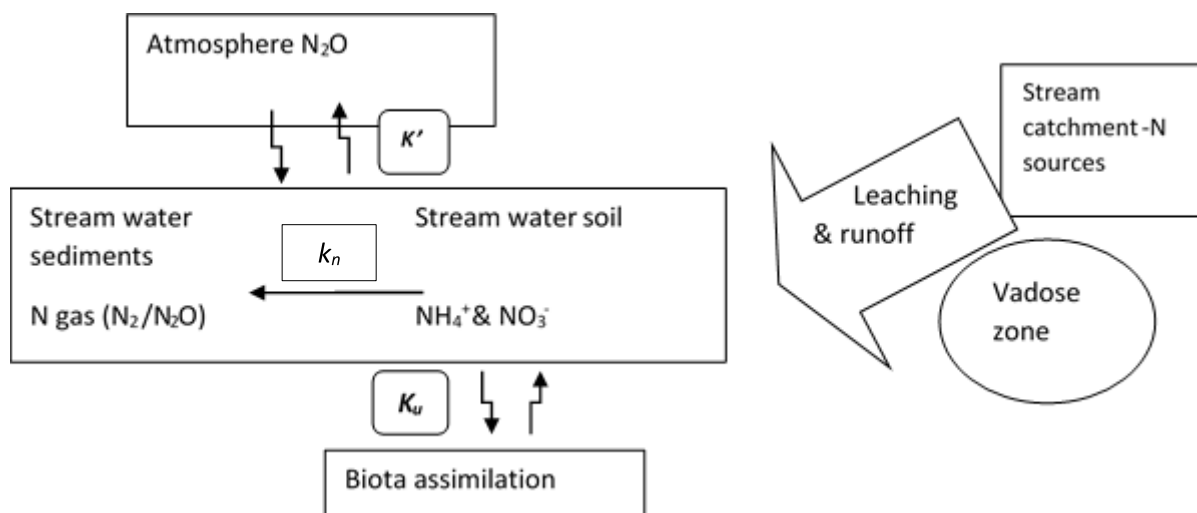 Atmosphere N₂O
K'
Stream water
sediments
Stream water soil
kₙ
N gas (N₂/N₂O)
NH₄⁺& NO₃⁻
Kᵤ
Biota assimilation
Stream
catchment -N
sources
Leaching
& runoff
Vadose
zone